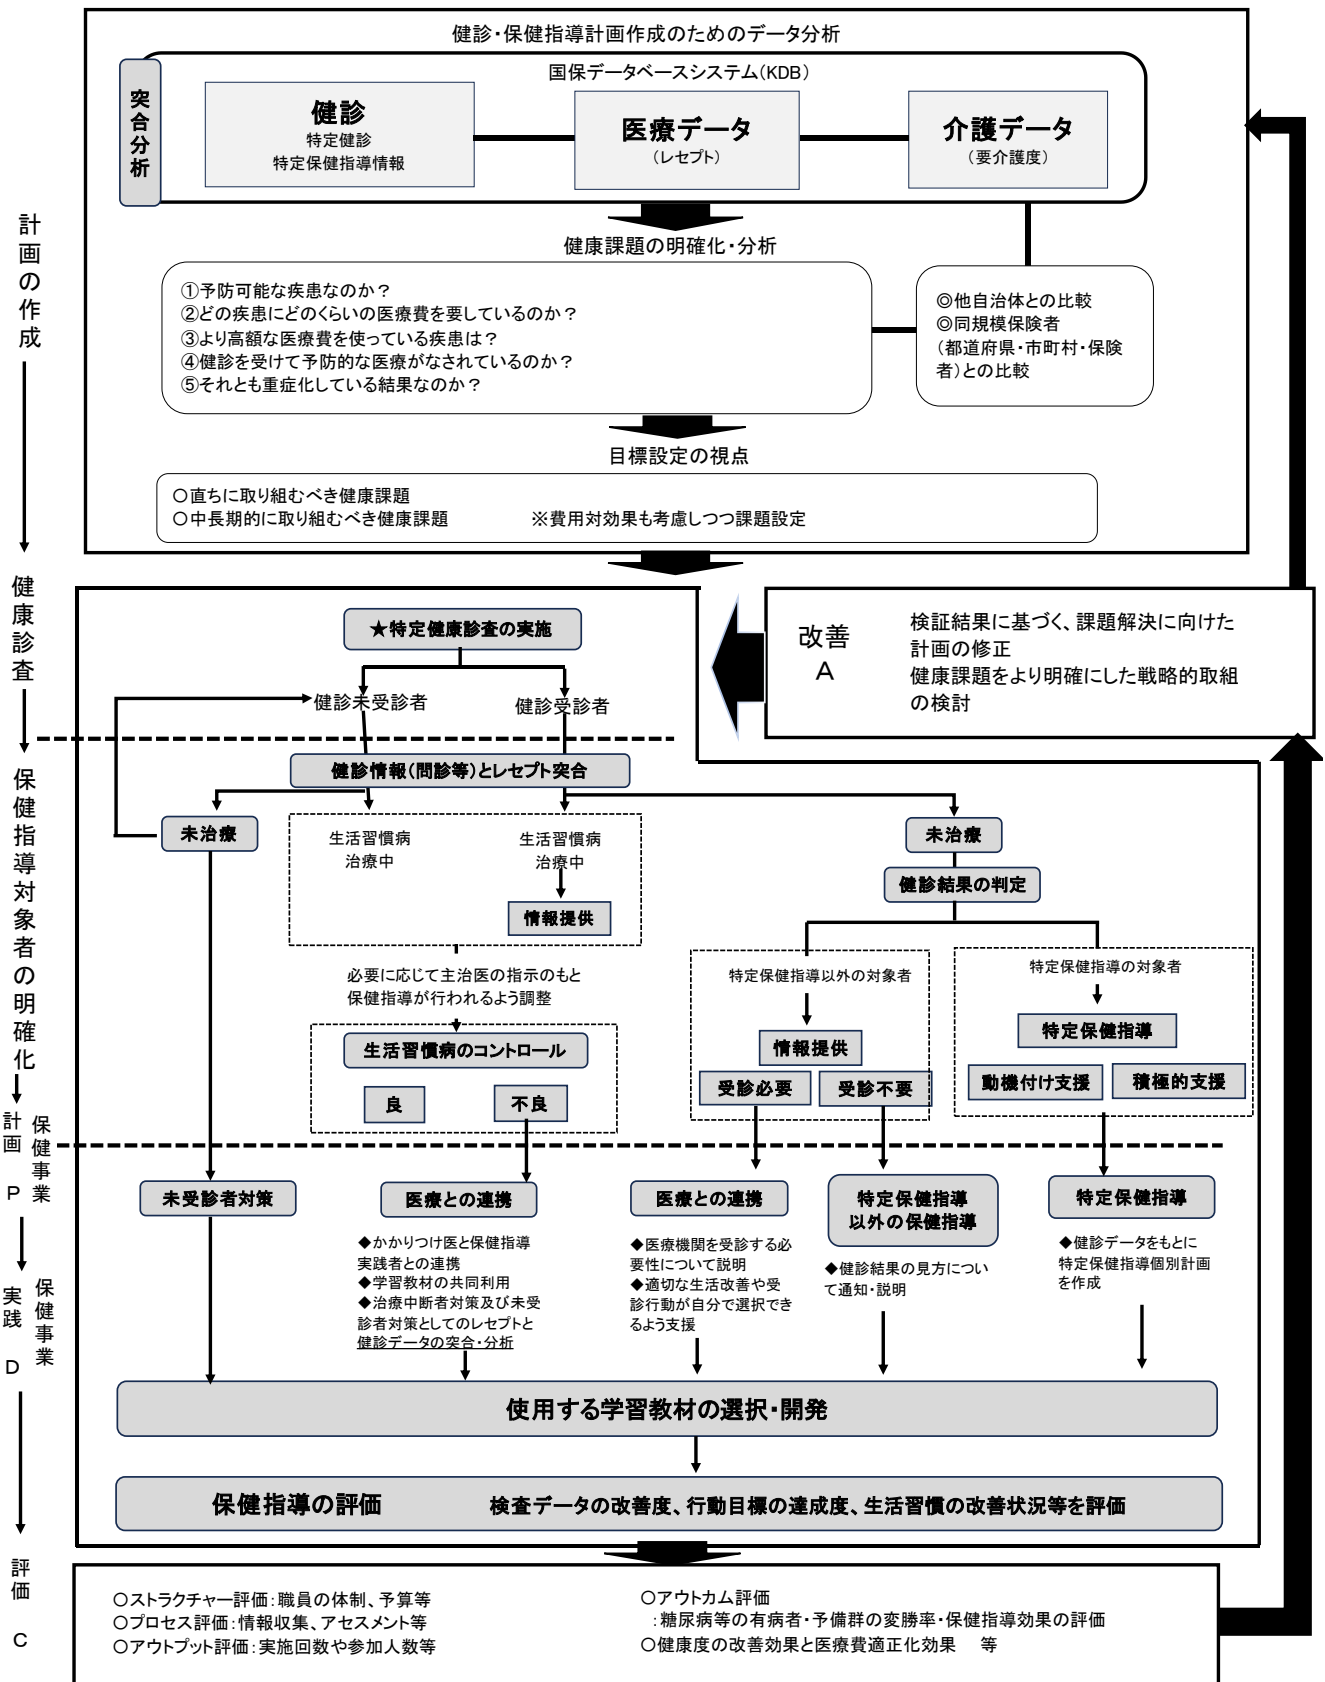 健診・保健指導計画作成のためのデータ分析
国保データベースシステム(KDB)
突合分析
健診
特定健診
特定保健指導情報
医療データ
(レセプト)
介護データ
(要介護度)
計画の作成
健康課題の明確化・分析
①予防可能な疾患なのか?
②どの疾患にどのくらいの医療費を要しているのか?
③より高額な医療費を使っている疾患は?
④健診を受けて予防的な医療がなされているのか?
⑤それとも重症化している結果なのか?
◎他自治体との比較
◎同規模保険者
(都道府県・市町村・保険
者)との比較
目標設定の視点
○直ちに取り組むべき健康課題
○中長期的に取り組むべき健康課題 ※費用対効果も考慮しつつ課題設定
健康診査
★特定健康診査の実施
改善
A
検証結果に基づく、課題解決に向けた
計画の修正
健康課題をより明確にした戦略的取組
の検討
健診未受診者
健診受診者
保健指導対象者の明確化
健診情報(問診等)とレセプト突合
未治療
生活習慣病
治療中
生活習慣病
治療中
情報提供
未治療
健診結果の判定
必要に応じて主治医の指示のもと
保健指導が行われるよう調整
特定保健指導以外の対象者
特定保健指導の対象者
生活習慣病のコントロール
良
不良
情報提供
受診必要
受診不要
特定保健指導
動機付け支援
積極的支援
計画 P
保健事業
未受診者対策
医療との連携
医療との連携
特定保健指導
以外の保健指導
特定保健指導
◆かかりつけ医と保健指導
実践者との連携
◆学習教材の共同利用
◆治療中断者対策及び未受
診者対策としてのレセプトと
健診データの突合・分析
◆医療機関を受診する必
要性について説明
◆適切な生活改善や受
診行動が自分で選択でき
るよう支援
◆健診結果の見方につい
て通知・説明
◆健診データをもとに
特定保健指導個別計画
を作成
実践 D
保健事業
使用する学習教材の選択・開発
保健指導の評価 検査データの改善度、行動目標の達成度、生活習慣の改善状況等を評価
評価 C
○ストラクチャー評価:職員の体制、予算等
○プロセス評価:情報収集、アセスメント等
○アウトプット評価:実施回数や参加人数等
○アウトカム評価
:糖尿病等の有病者・予備群の変勝率・保健指導効果の評価
○健康度の改善効果と医療費適正化効果 等